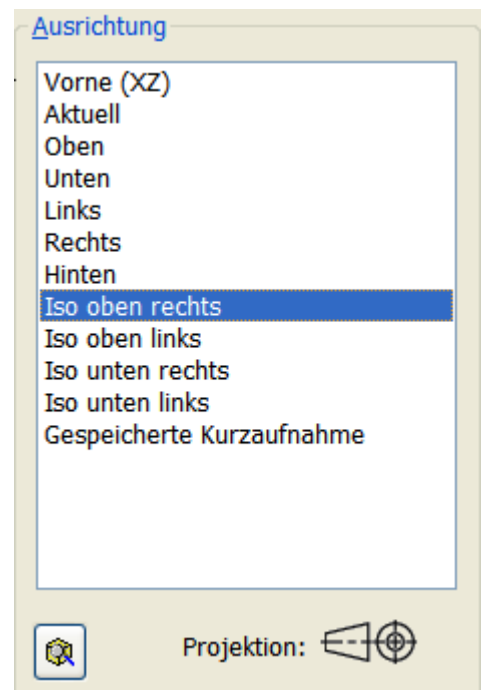 Ausrichtung
Vorne (XZ)
Aktuell
Oben
Unten
Links
Rechts
Hinten
Iso oben rechts
Iso oben links
Iso unten rechts
Iso unten links
Gespeicherte Kurzaufnahme
Projektion: